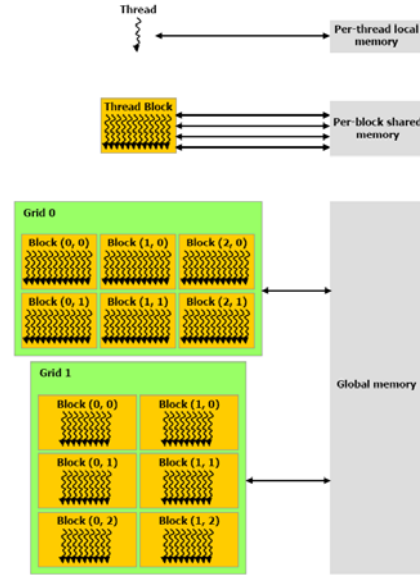 Thread
Per-thread local
memory
Thread Block
Per-block shared
memory
Grid 0
Block (0, 0) Block (1, 0) Block (2, 0)
Block (0, 1) Block (1, 1) Block (2, 1)
Grid 1
Block (0, 0) Block (1, 0)
Global memory
Block (0, 1) Block (1, 1)
Block (0, 2) Block (1, 2)